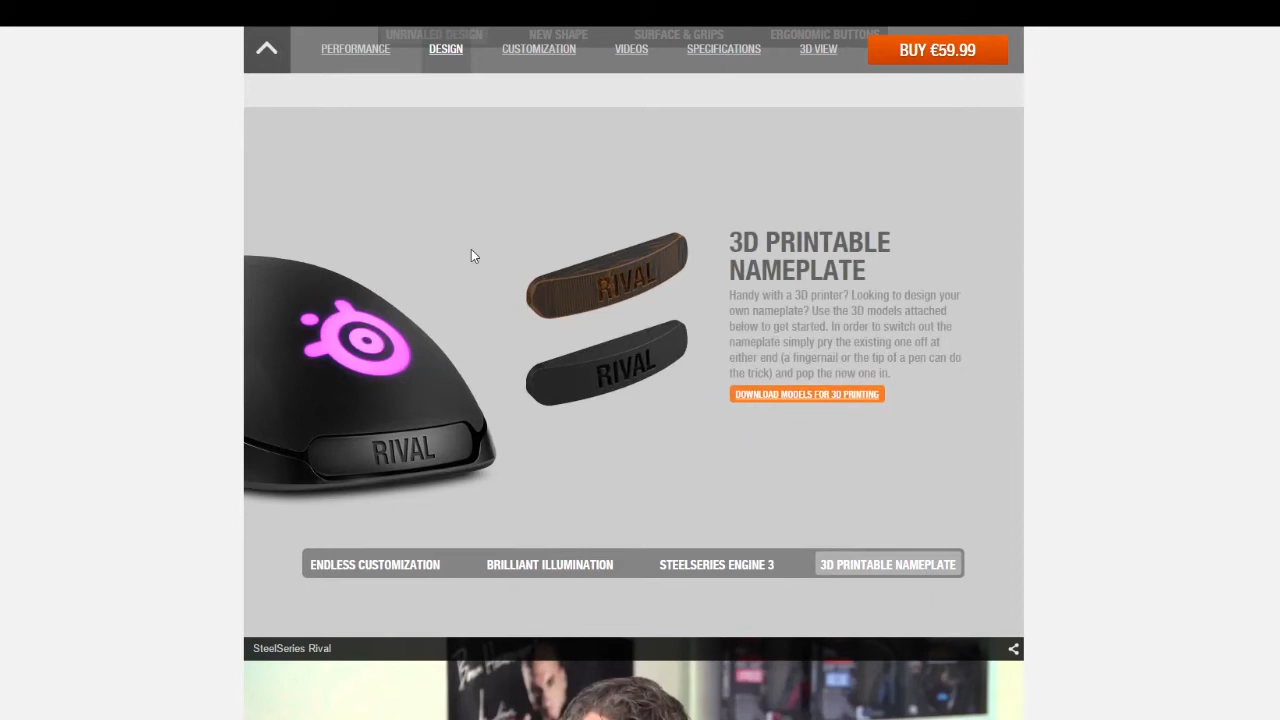 UNRIVALED DESIGN NEW SHAPE SURFACE & GRIPS ERGONOMIC BUTTONS
PERFORMANCE DESIGN CUSTOMIZATION VIDEOS SPECIFICATIONS 3D VIEW BUY €59.99
RIVAL
RIVAL
RIVAL
3D PRINTABLE
NAMEPLATE
Handy with a 3D printer? Looking to design your
own nameplate? Use the 3D models attached
below to get started. In order to switch out the
nameplate simply pry the existing one off at
either end (a fingernail or the tip of a pen can do
the trick) and pop the now one in.
DOWNLOAD MODELS FOR 3D PRINTING
ENDLESS CUSTOMIZATION BRILLIANT ILLUMINATION STEELSERIES ENGINE 3 3D PRINTABLE NAMEPLATE
SteelSeries Rival